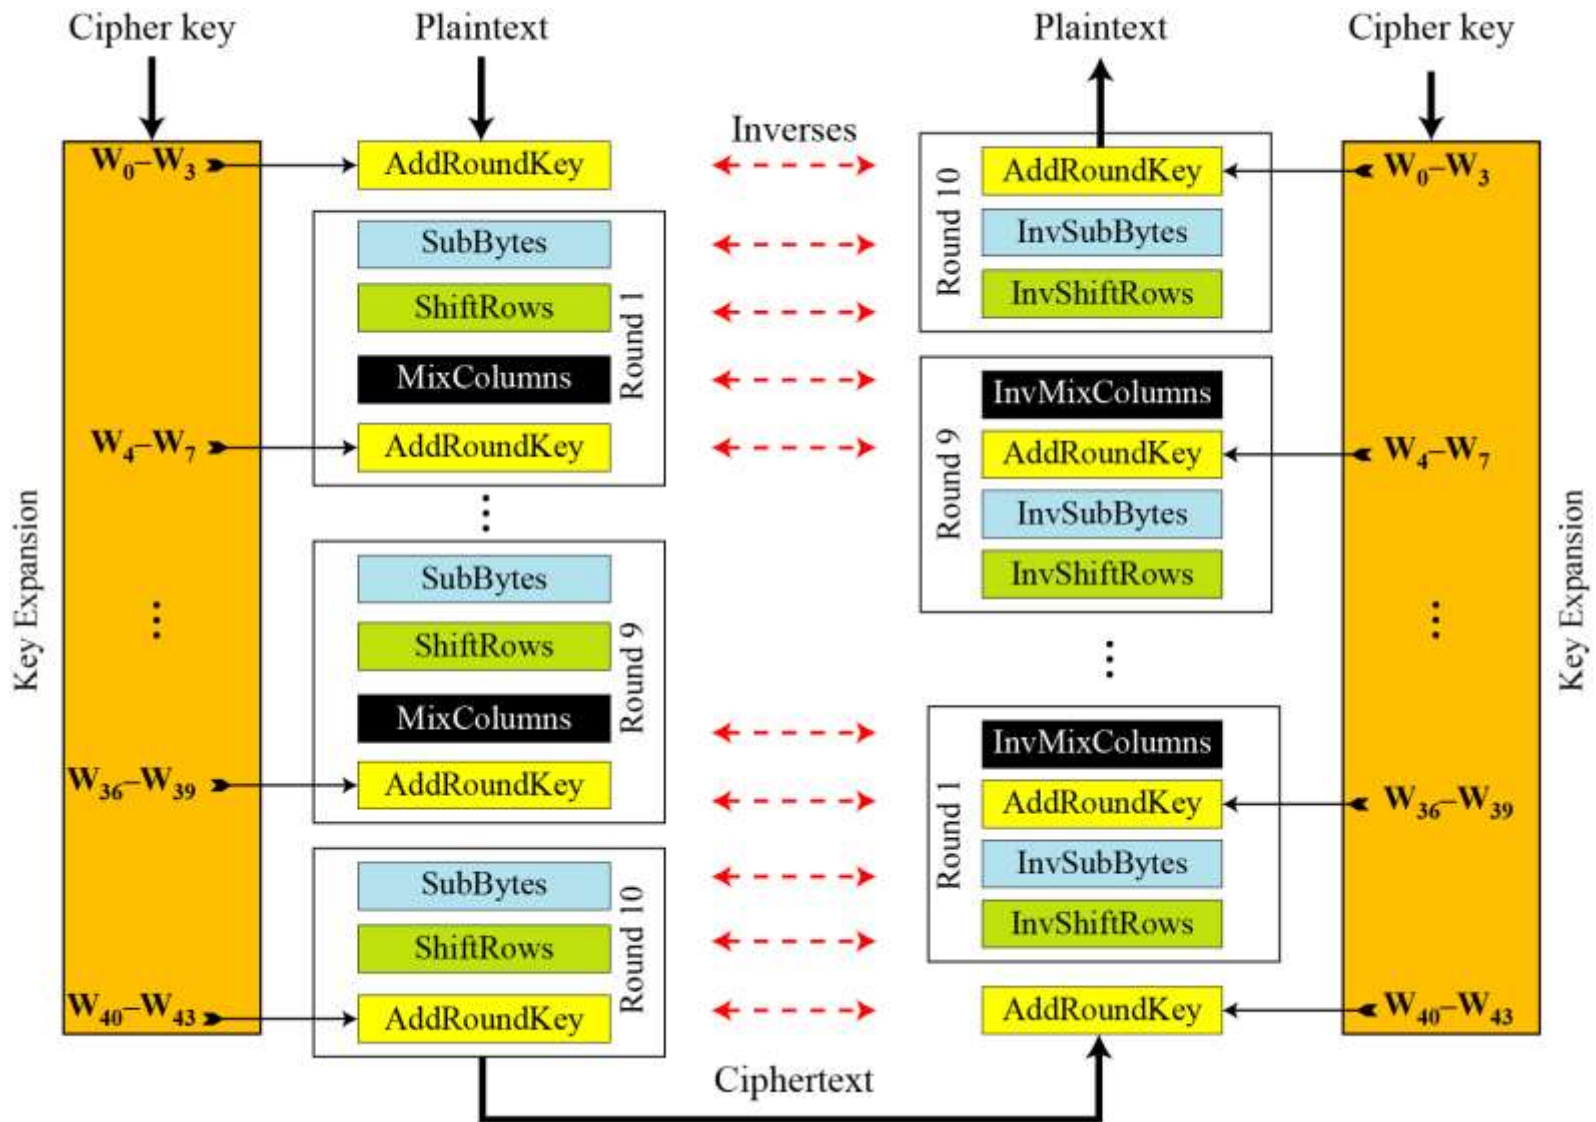 Cipher key
Plaintext
Plaintext
Cipher key
Inverses
W₀–W₃
AddRoundKey
AddRoundKey
W₀–W₃
SubBytes
ShiftRows
MixColumns
AddRoundKey
Round 1
W₄–W₇
InvSubBytes
InvShiftRows
Round 10
InvMixColumns
AddRoundKey
InvSubBytes
InvShiftRows
Round 9
W₄–W₇
Key Expansion
⋮
⋮
SubBytes
ShiftRows
MixColumns
AddRoundKey
Round 9
W₃₆–W₃₉
⋮
⋮
Key Expansion
InvMixColumns
AddRoundKey
InvSubBytes
InvShiftRows
Round 1
W₃₆–W₃₉
SubBytes
ShiftRows
AddRoundKey
Round 10
W₄₀–W₄₃
AddRoundKey
W₄₀–W₄₃
Ciphertext